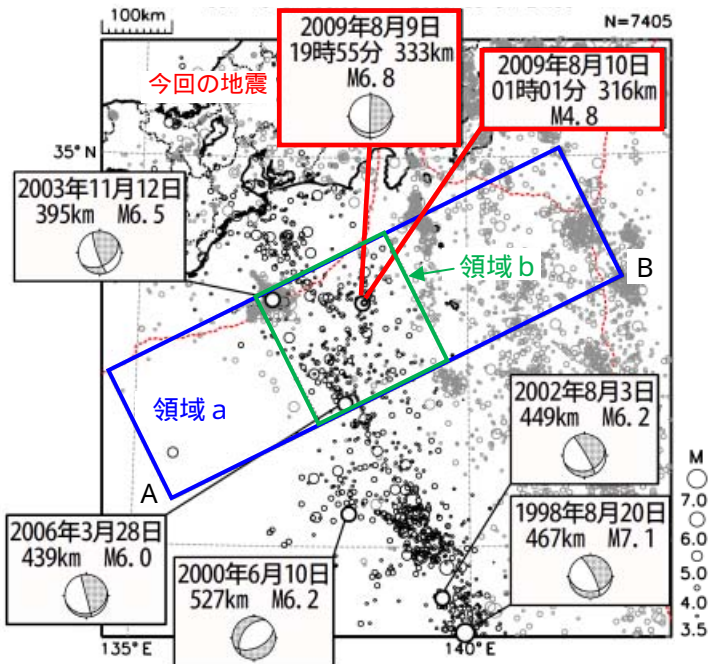 100km
N=7405
今回の地震
2009年8月9日
19時55分 333km
M6.8
2009年8月10日
01時01分 316km
M4.8
35°N
2003年11月12日
395km M6.5
領域b
B
領域a
A
2002年8月3日
449km M6.2
2006年3月28日
439km M6.0
2000年6月10日
527km M6.2
1998年8月20日
467km M7.1
M
7.0
6.0
5.0
4.0
3.5
135°E
140°E